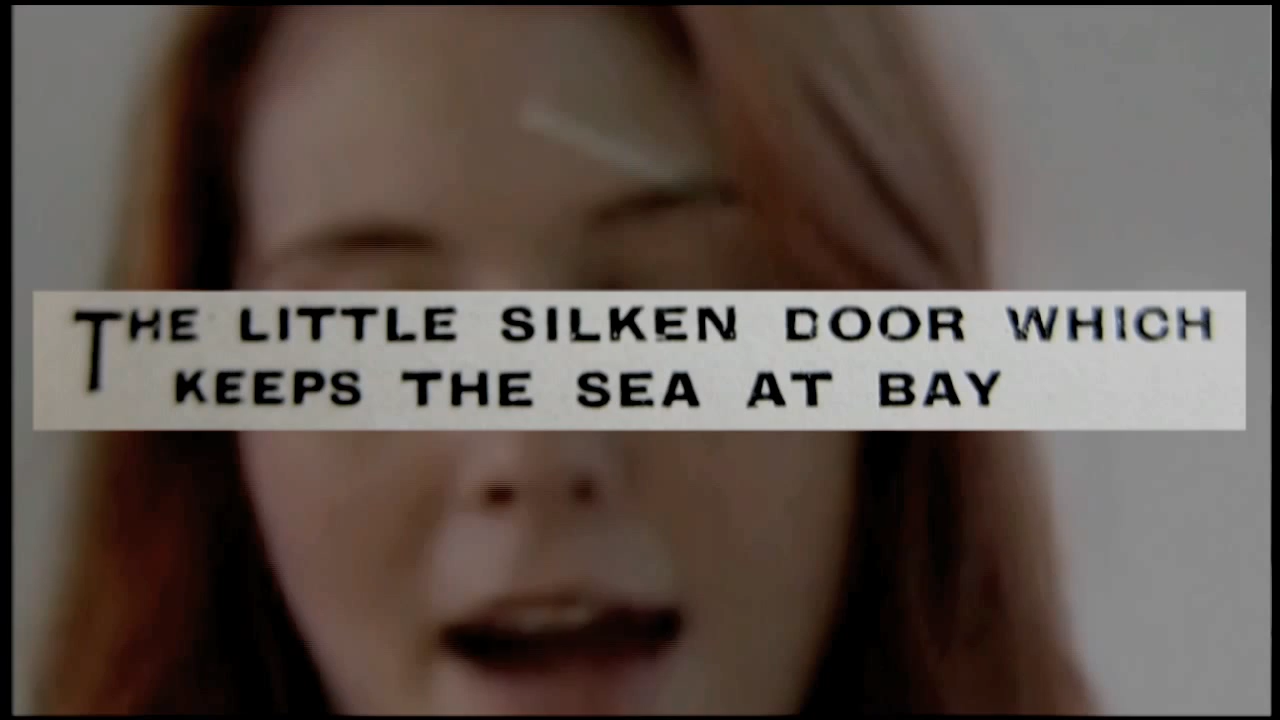 THE LITTLE SILKEN DOOR WHICH
KEEPS THE SEA AT BAY